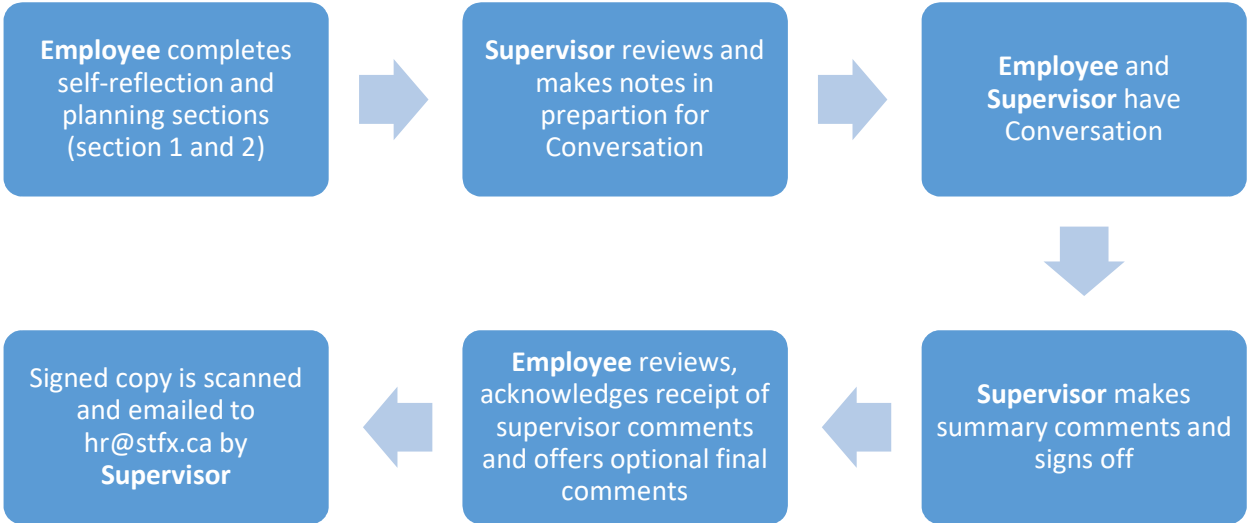 Employee completes
self-reflection and
planning sections
(section 1 and 2)
Supervisor reviews and
makes notes in
prepartion for
Conversation
Employee and
Supervisor have
Conversation
Supervisor makes
summary comments and
signs off
Employee reviews,
acknowledges receipt of
supervisor comments
and offers optional final
comments
Signed copy is scanned
and emailed to
hr@stfx.ca by
Supervisor